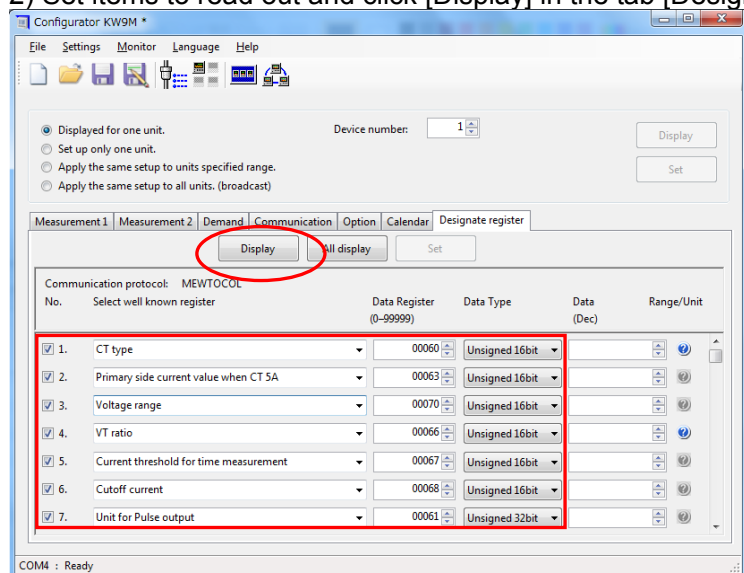 2) Set items to read out and click [Display] in the tab [Desig
Configurator KW9M *
File Settings Monitor Language Help
Displayed for one unit. Device number: 1 Display
Set up only one unit.
Apply the same setup to units specified range. Set
Apply the same setup to all units. (broadcast)
Measurement 1 Measurement 2 Demand Communication Option Calendar Designate register
Display All display Set
Communication protocol: MEWTOCOL
No. Select well known register Data Register Data Type Data Range/Unit
(0-99999) (Dec)
1. CT type 00060 Unsigned 16bit
2. Primary side current value when CT 5A 00063 Unsigned 16bit
3. Voltage range 00070 Unsigned 16bit
4. VT ratio 00066 Unsigned 16bit
5. Current threshold for time measurement 00067 Unsigned 16bit
6. Cutoff current 00068 Unsigned 16bit
7. Unit for Pulse output 00061 Unsigned 32bit
COM4 : Ready